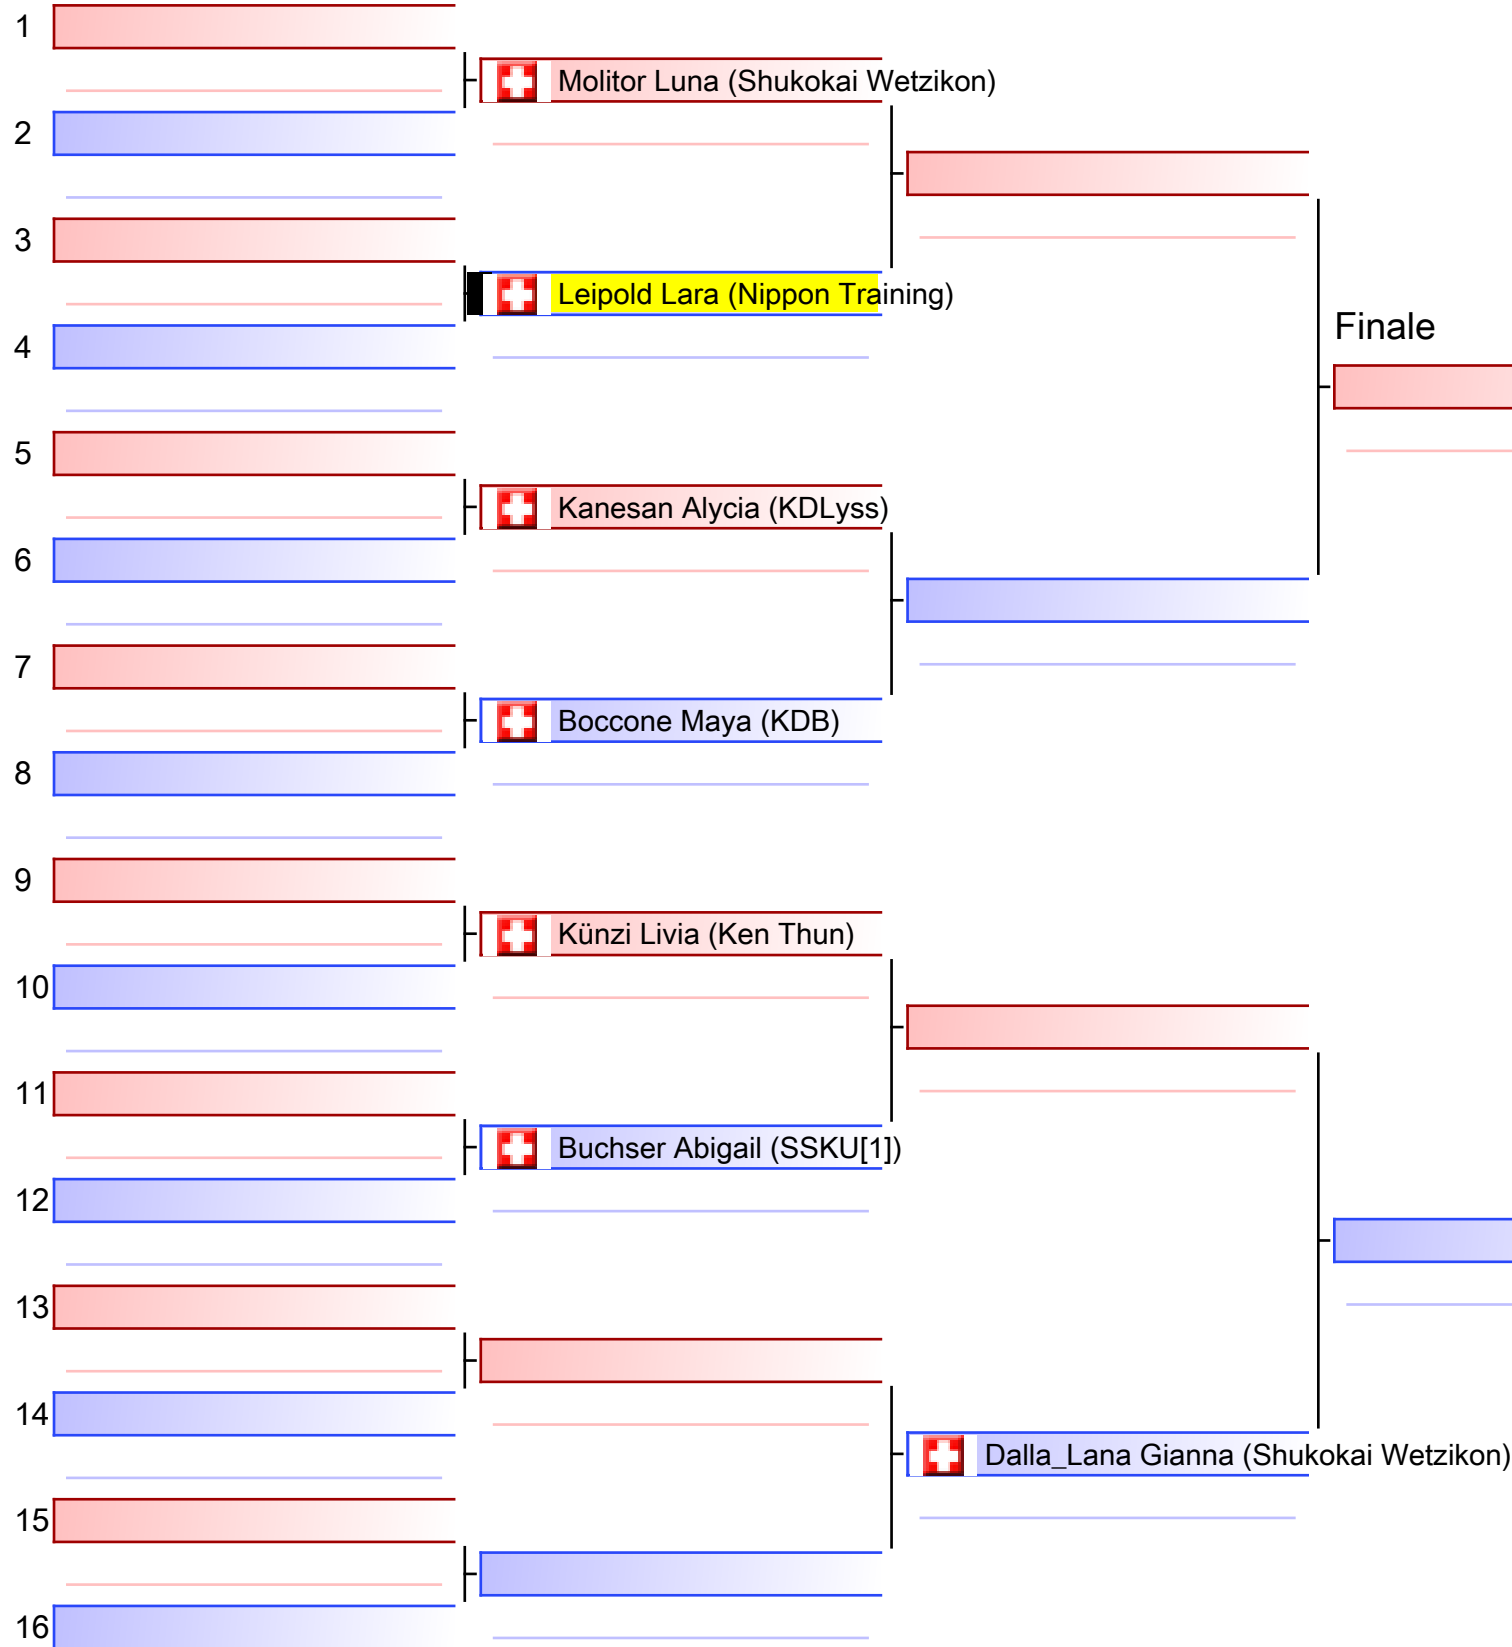 1
Molitor Luna (Shukokai Wetzikon)
2
3
Leipold Lara (Nippon Training)
Finale
4
5
Kanesan Alycia (KDLyss)
6
7
Boccone Maya (KDB)
8
9
Künzi Livia (Ken Thun)
10
11
Buchser Abigail (SSKU[1])
12
13
14
Dalla_Lana Gianna (Shukokai Wetzikon)
15
16